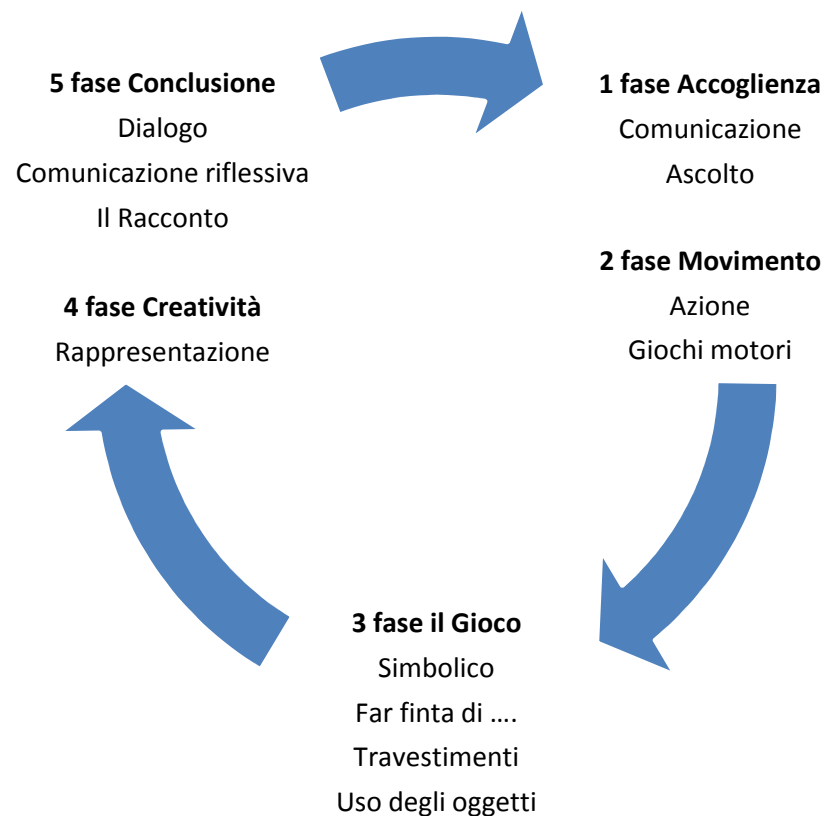 5 fase Conclusione
Dialogo
Comunicazione riflessiva
Il Racconto
1 fase Accoglienza
Comunicazione
Ascolto
2 fase Movimento
Azione
Giochi motori
4 fase Creatività
Rappresentazione
3 fase il Gioco
Simbolico
Far finta di ….
Travestimenti
Uso degli oggetti